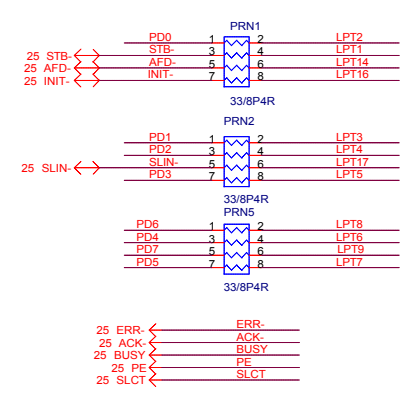 PRN1
PD0 1 2 LPT2
25 STB- STB- 3 4 LPT1
25 AFD- AFD- 5 6 LPT14
25 INIT- INIT- 7 8 LPT16
33/8P4R
PRN2
PD1 1 2 LPT3
PD2 3 4 LPT4
25 SLIN- SLIN- 5 6 LPT17
PD3 7 8 LPT5
33/8P4R
PRN5
PD6 1 2 LPT8
PD4 3 4 LPT6
PD7 5 6 LPT9
PD5 7 8 LPT7
33/8P4R
25 ERR- ERR-
25 ACK- ACK-
25 BUSY BUSY
25 PE PE
25 SLCT SLCT